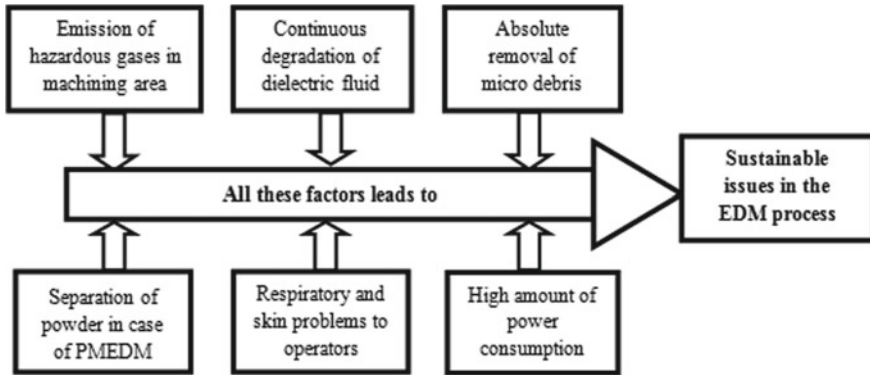 Emission of
hazardous gases in
machining area
Continuous
degradation of
dielectric fluid
Absolute
removal of
micro debris
All these factors leads to
Sustainable
issues in the
EDM process
Separation of
powder in case
of PMEDM
Respiratory and
skin problems to
operators
High amount of
power
consumption